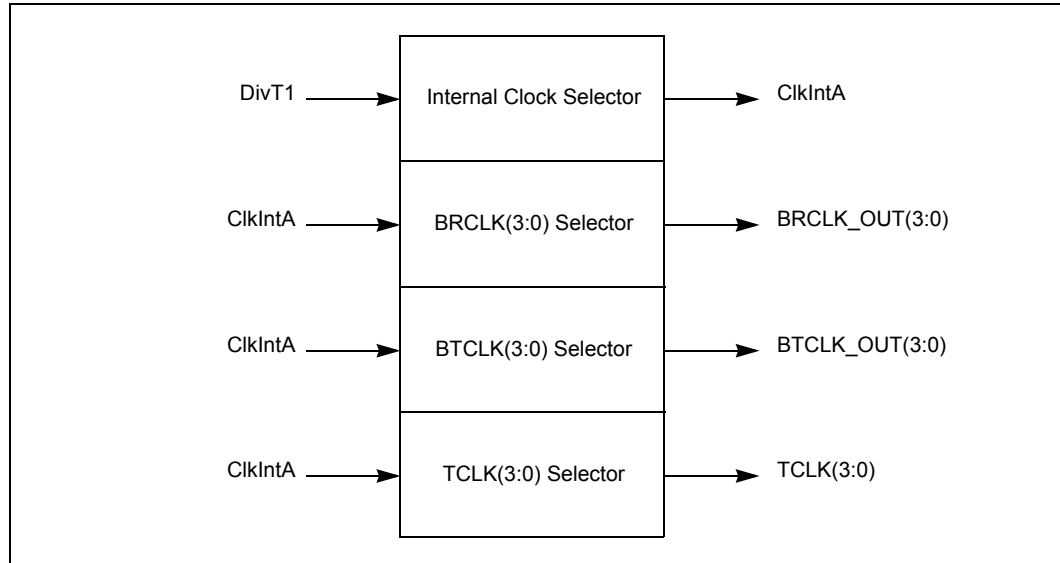 DivT1
Internal Clock Selector
ClkIntA
ClkIntA
BRCLK(3:0) Selector
BRCLK_OUT(3:0)
ClkIntA
BTCLK(3:0) Selector
BTCLK_OUT(3:0)
ClkIntA
TCLK(3:0) Selector
TCLK(3:0)